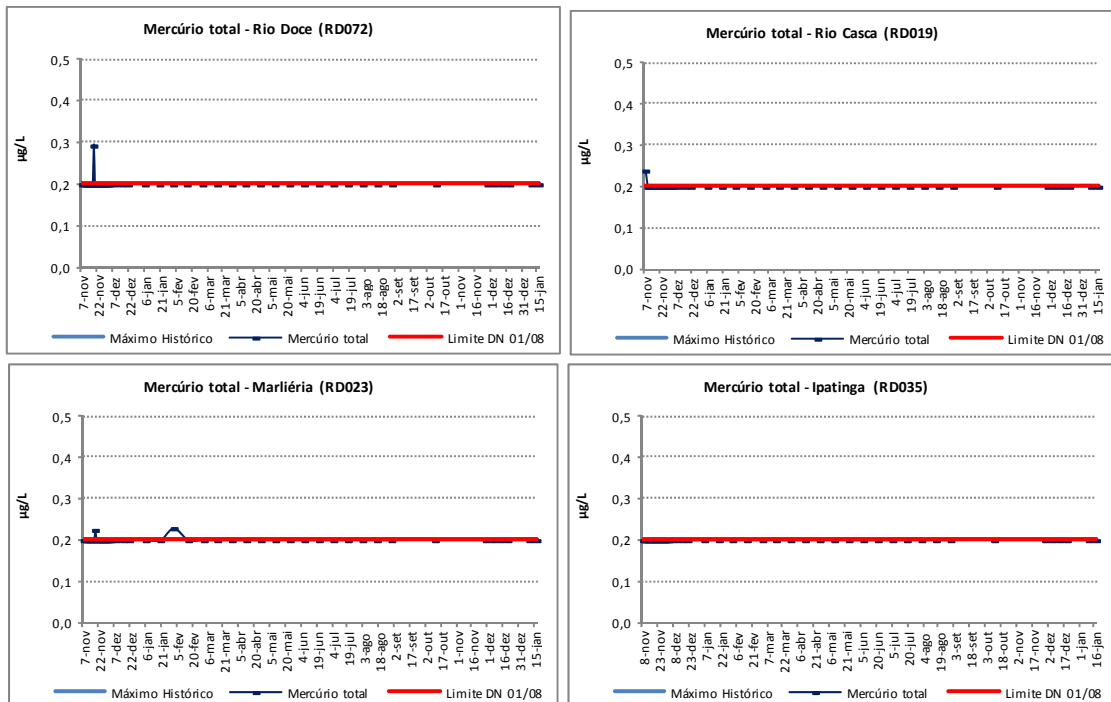 Mercúrio total - Rio Doce (RD072)
0,5
0,4
0,3
0,2
0,1
0,0
µg/L
7-nov 22-nov 7-dez 22-dez 6-jan 21-jan 5-fev 20-fev 6-mar 21-mar 5-abr 20-abr 5-mai 20-mai 4-jun 19-jun 4-jul 19-jul 3-ago 18-ago 2-set 17-set 2-out 17-out 1-nov 16-nov 1-dez 16-dez 31-dez 15-jan
Máximo Histórico Mercúrio total Limite DN 01/08
Mercúrio total - Rio Casca (RD019)
0,5
0,4
0,3
0,2
0,1
0,0
µg/L
7-nov 22-nov 7-dez 22-dez 6-jan 21-jan 5-fev 20-fev 6-mar 21-mar 5-abr 20-abr 5-mai 20-mai 4-jun 19-jun 4-jul 19-jul 3-ago 18-ago 2-set 17-set 2-out 17-out 1-nov 16-nov 1-dez 16-dez 31-dez 15-jan
Máximo Histórico Mercúrio total Limite DN 01/08
Mercúrio total - Marliéria (RD023)
0,5
0,4
0,3
0,2
0,1
0,0
µg/L
7-nov 22-nov 7-dez 22-dez 6-jan 21-jan 5-fev 20-fev 6-mar 21-mar 5-abr 20-abr 5-mai 20-mai 4-jun 19-jun 4-jul 19-jul 3-ago 18-ago 2-set 17-set 2-out 17-out 1-nov 16-nov 1-dez 16-dez 31-dez 15-jan
Máximo Histórico Mercúrio total Limite DN 01/08
Mercúrio total - Ipatinga (RD035)
0,5
0,4
0,3
0,2
0,1
0,0
µg/L
8-nov 23-nov 8-dez 23-dez 7-jan 22-jan 6-fev 21-fev 7-mar 22-mar 6-abr 21-abr 6-mai 21-mai 5-jun 20-jun 5-jul 20-jul 4-ago 19-ago 3-set 18-set 3-out 18-out 2-nov 17-nov 2-dez 17-dez 1-jan 16-jan
Máximo Histórico Mercúrio total Limite DN 01/08